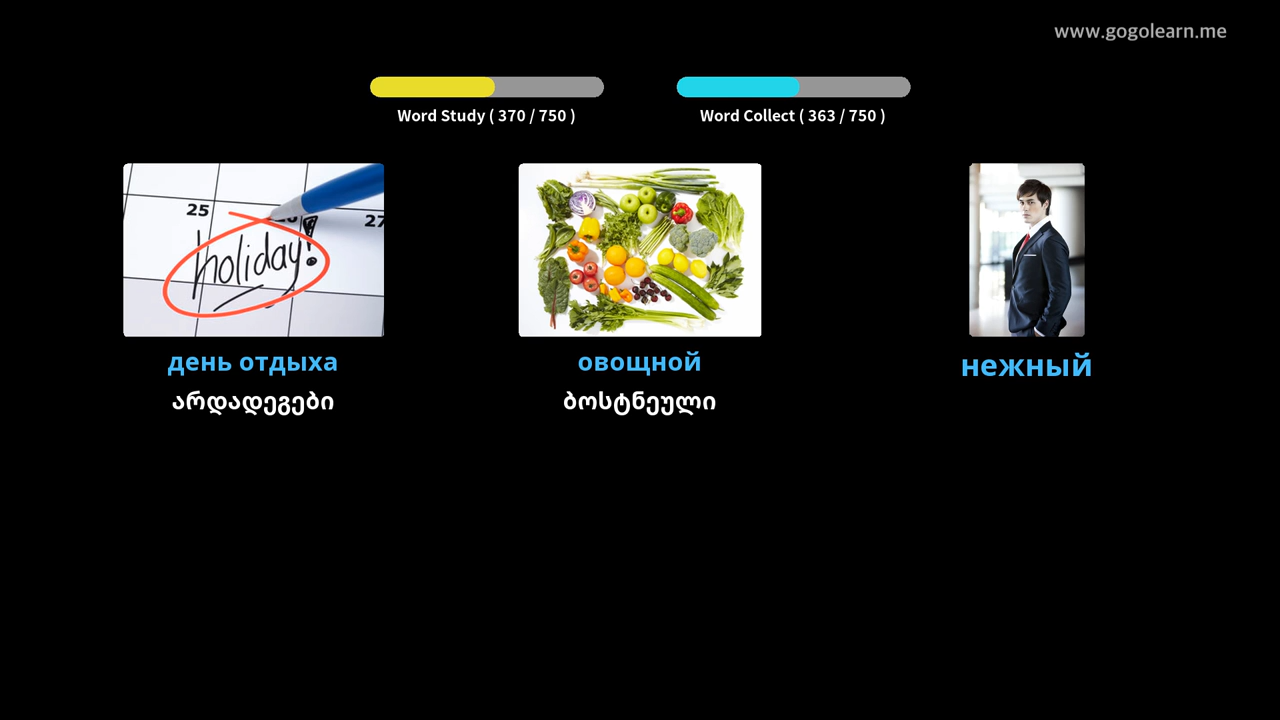 www.gogolearn.me
Word Study ( 370 / 750 )
Word Collect ( 363 / 750 )
25
27
holiday!
день отдыха
овощной
нежный
არდადეგები
ბოსტნეული